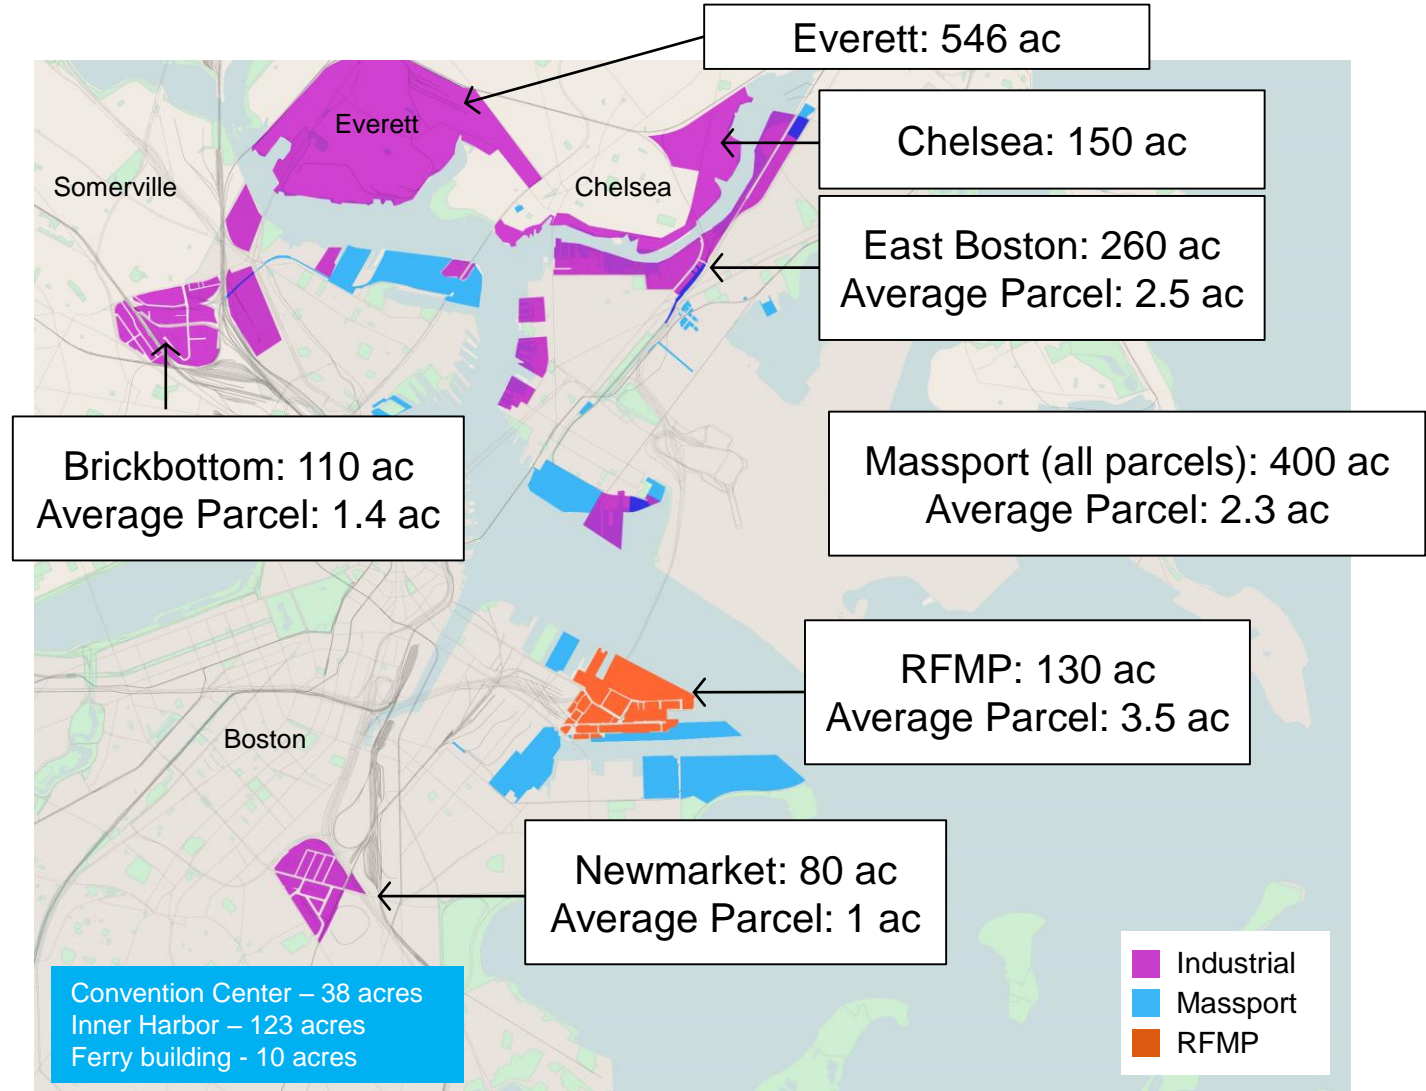 Everett: 546 ac
Everett
Chelsea: 150 ac
Somerville
Chelsea
East Boston: 260 ac
Average Parcel: 2.5 ac
Brickbottom: 110 ac
Average Parcel: 1.4 ac
Massport (all parcels): 400 ac
Average Parcel: 2.3 ac
RFMP: 130 ac
Average Parcel: 3.5 ac
Boston
Newmarket: 80 ac
Average Parcel: 1 ac
Convention Center – 38 acres
Inner Harbor – 123 acres
Ferry building - 10 acres
Industrial
Massport
RFMP